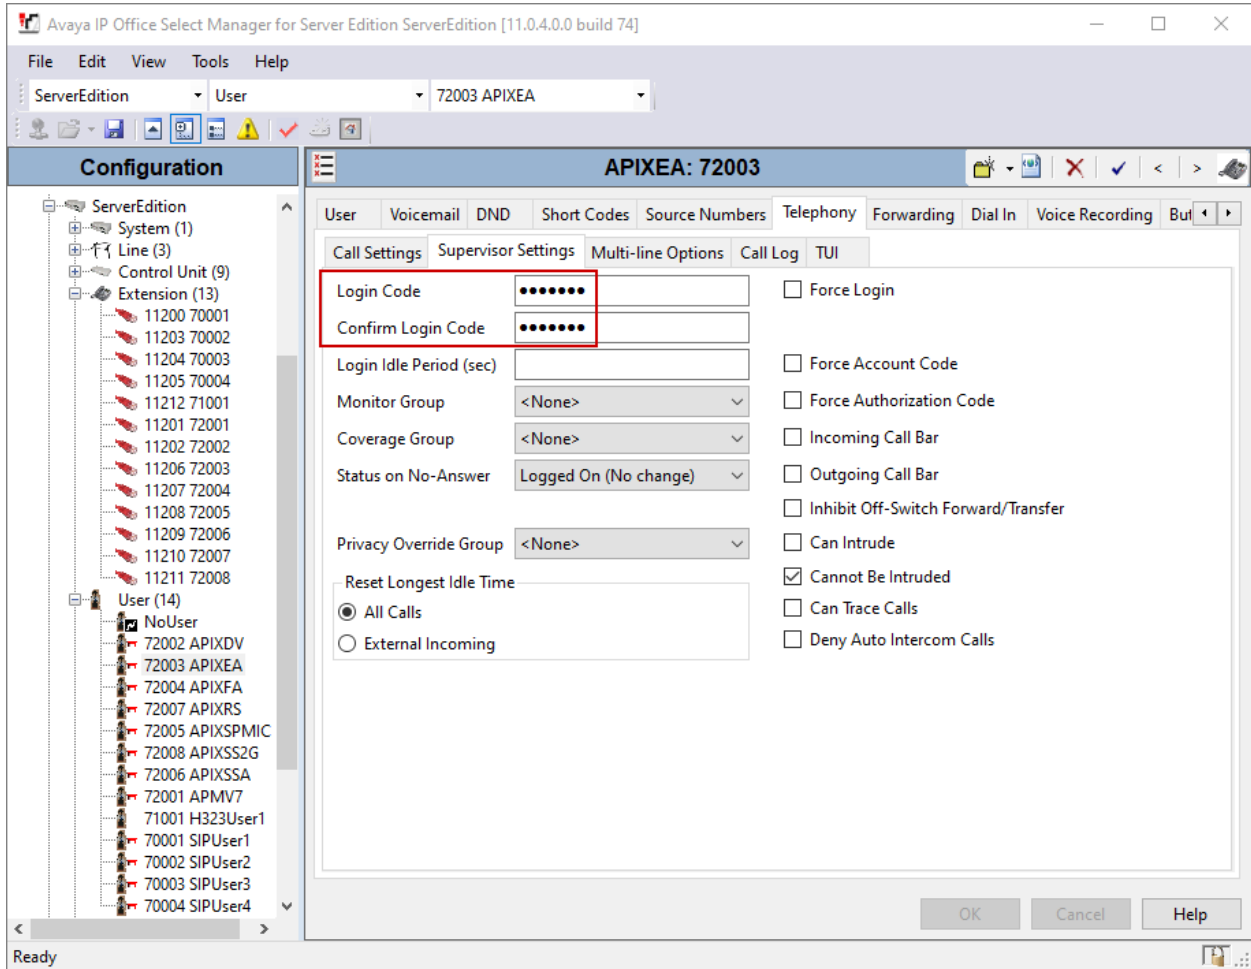 Avaya IP Office Select Manager for Server Edition ServerEdition [11.0.4.0.0 build 74]
File Edit View Tools Help
ServerEdition User 72003 APIXEA
Configuration
APIXEA: 72003
ServerEdition
System (1)
Line (3)
Control Unit (9)
Extension (13)
11200 70001
11203 70002
11204 70003
11205 70004
11212 71001
11201 72001
11202 72002
11206 72003
11207 72004
11208 72005
11209 72006
11210 72007
11211 72008
User (14)
NoUser
72002 APIXDV
72003 APIXEA
72004 APIXFA
72007 APIXRS
72005 APIXSPMIC
72008 APIXSS2G
72006 APIXSSA
72001 APMV7
71001 H323User1
70001 SIPUser1
70002 SIPUser2
70003 SIPUser3
70004 SIPUser4
User Voicemail DND Short Codes Source Numbers Telephony Forwarding Dial In Voice Recording But
Call Settings Supervisor Settings Multi-line Options Call Log TUI
Login Code ●●●●●●● Force Login
Confirm Login Code ●●●●●●●
Login Idle Period (sec) Force Account Code
Monitor Group <None> Force Authorization Code
Coverage Group <None> Incoming Call Bar
Status on No-Answer Logged On (No change) Outgoing Call Bar
Inhibit Off-Switch Forward/Transfer
Privacy Override Group <None> Can Intrude
Reset Longest Idle Time Cannot Be Intruded
All Calls Can Trace Calls
External Incoming Deny Auto Intercom Calls
OK Cancel Help
Ready